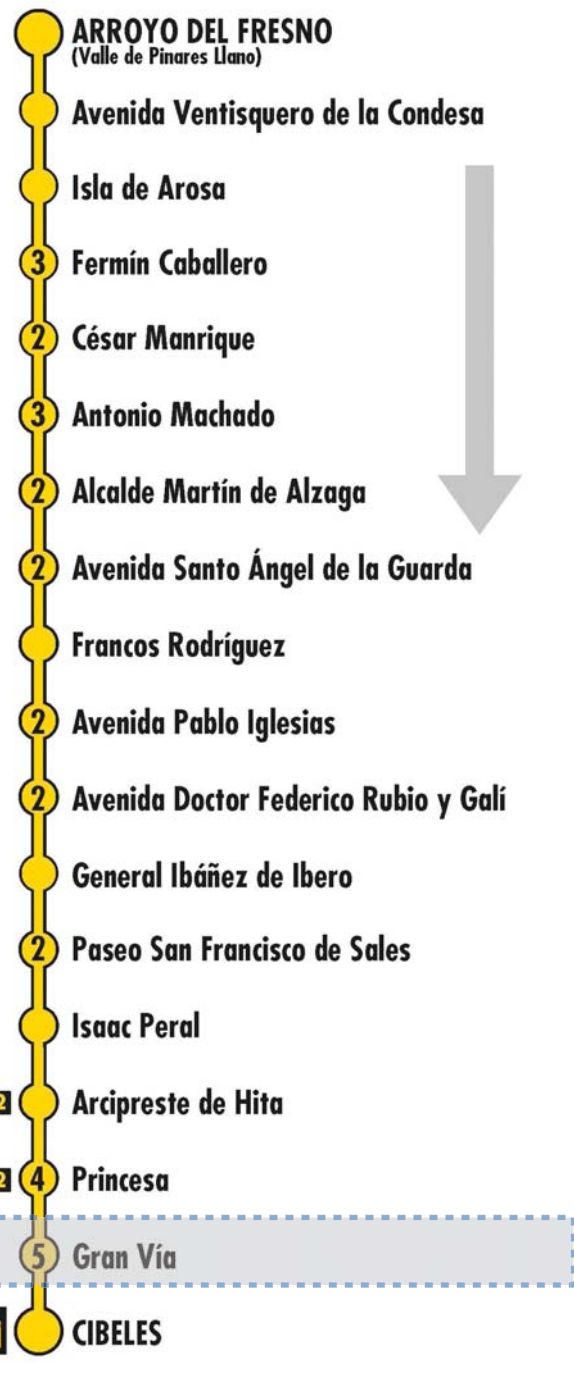 ARROYO DEL FRESNO
(Valle de Pinares Llano)
Avenida Ventisquero de la Condesa
Isla de Arosa
3 Fermín Caballero
2 César Manrique
3 Antonio Machado
2 Alcalde Martín de Alzaga
2 Avenida Santo Ángel de la Guarda
Francos Rodríguez
2 Avenida Pablo Iglesias
2 Avenida Doctor Federico Rubio y Galí
General Ibáñez de Ibero
2 Paseo San Francisco de Sales
Isaac Peral
2 Arcipreste de Hita
2 4 Princesa
5 Gran Vía
CIBELES